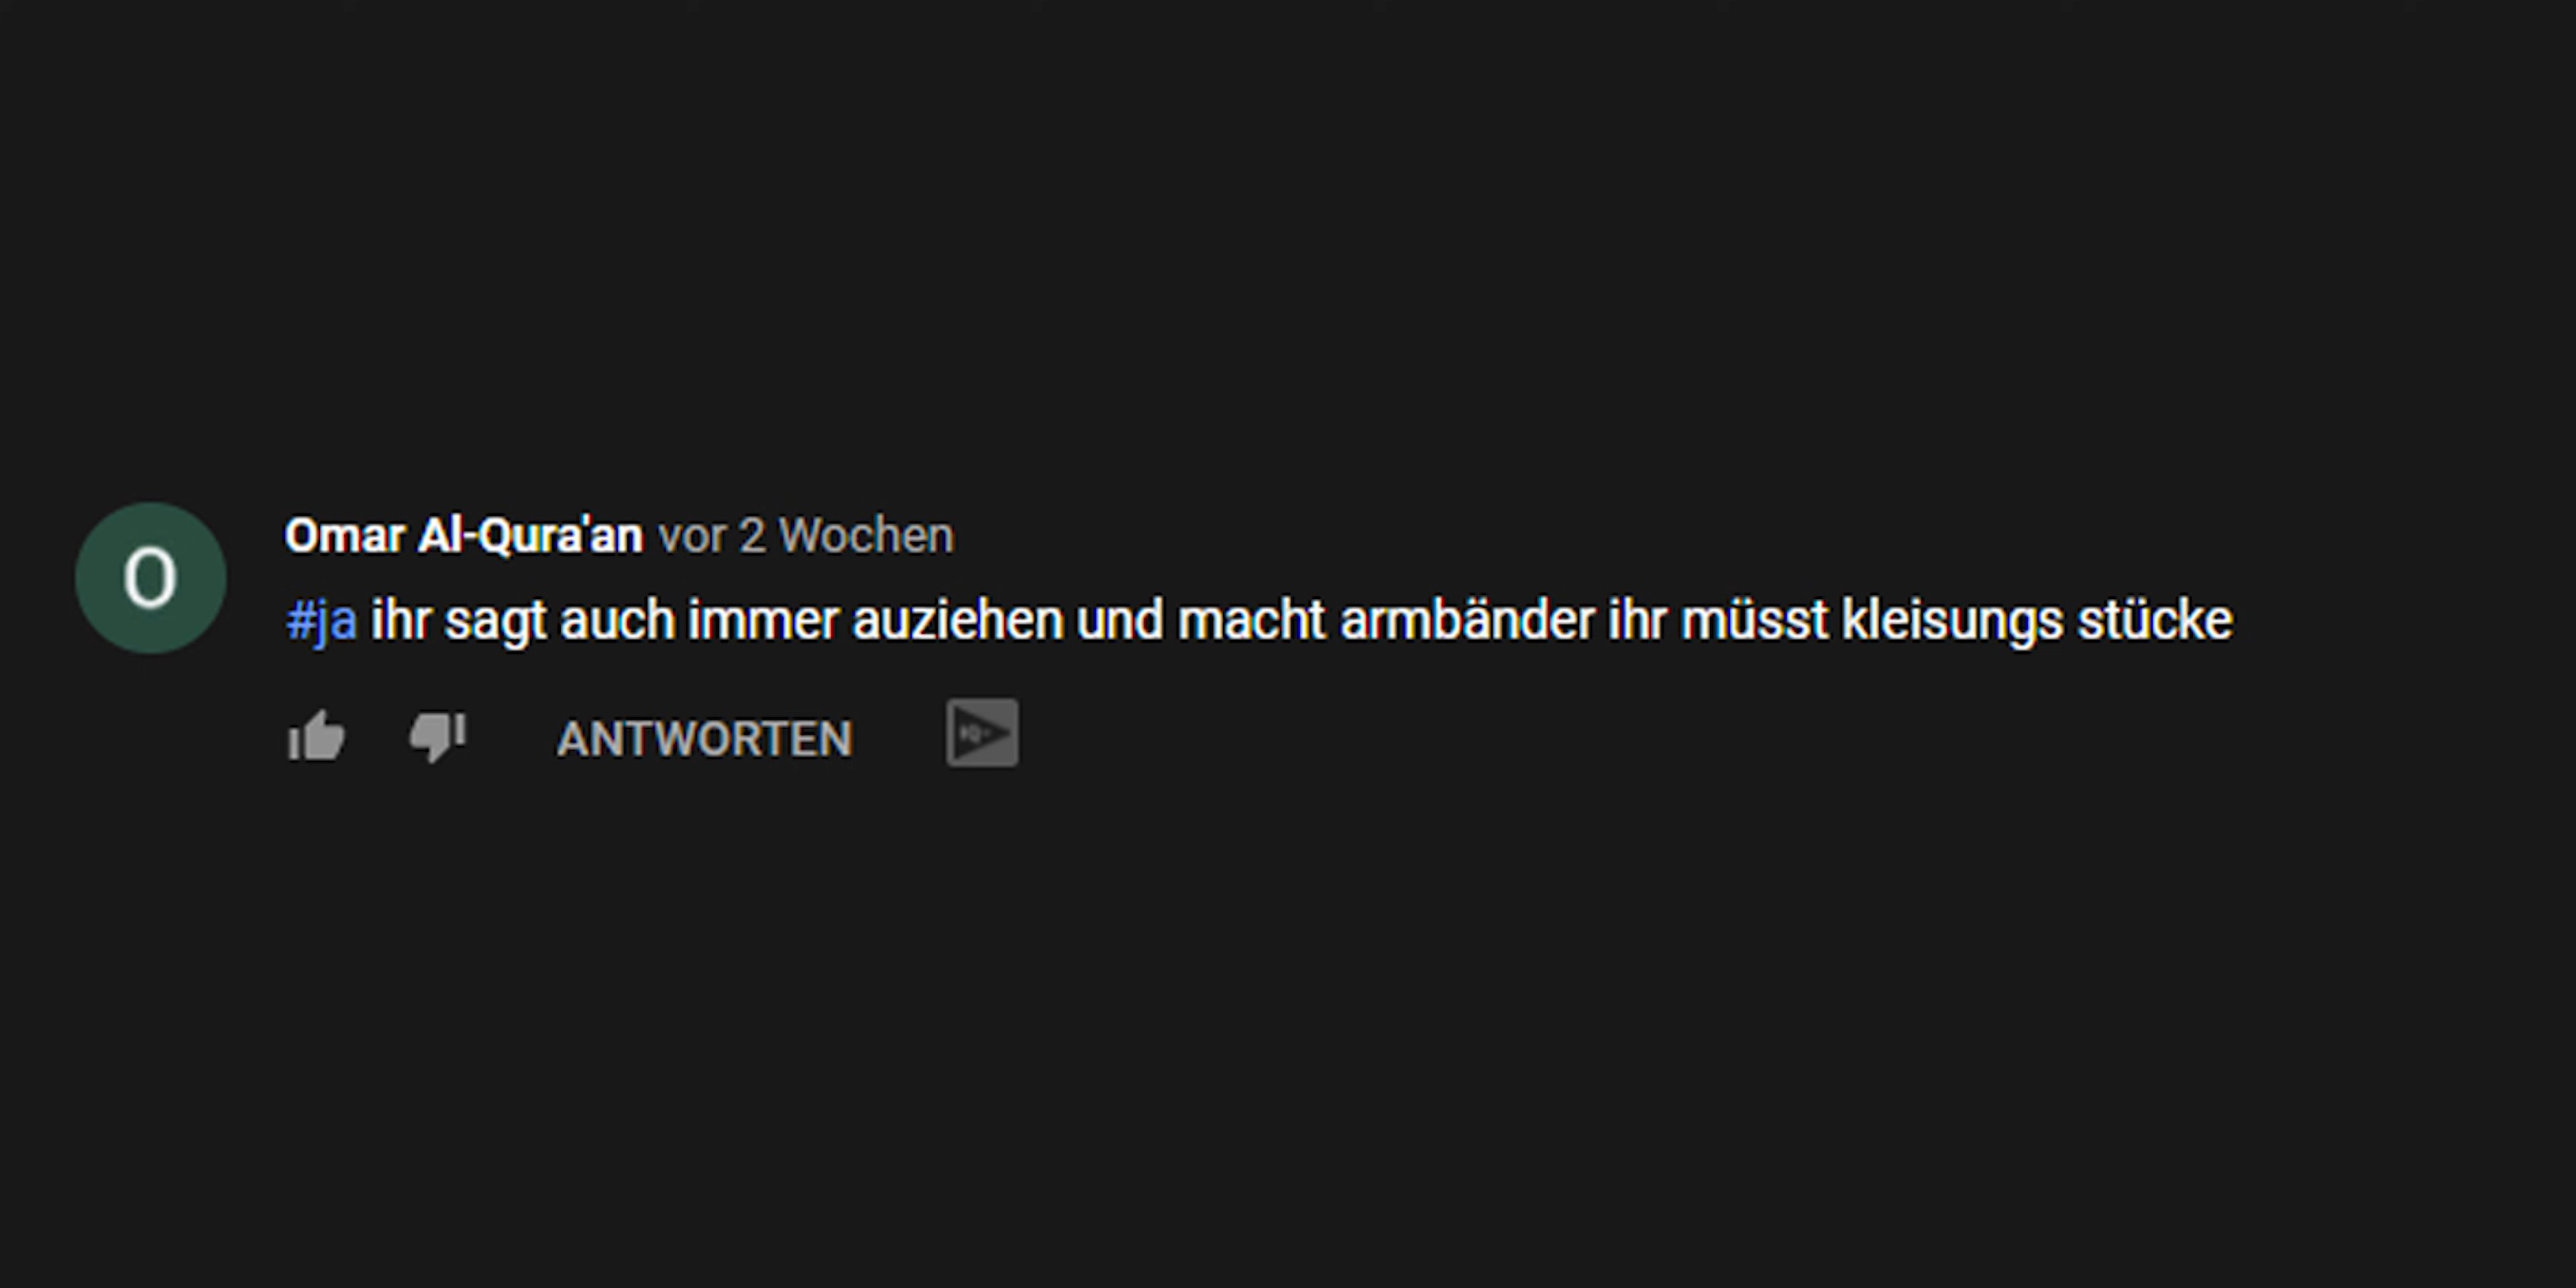 O
Omar Al-Qura'an vor 2 Wochen
#ja ihr sagt auch immer auziehen und macht armbänder ihr müsst kleisungs stücke
ANTWORTEN